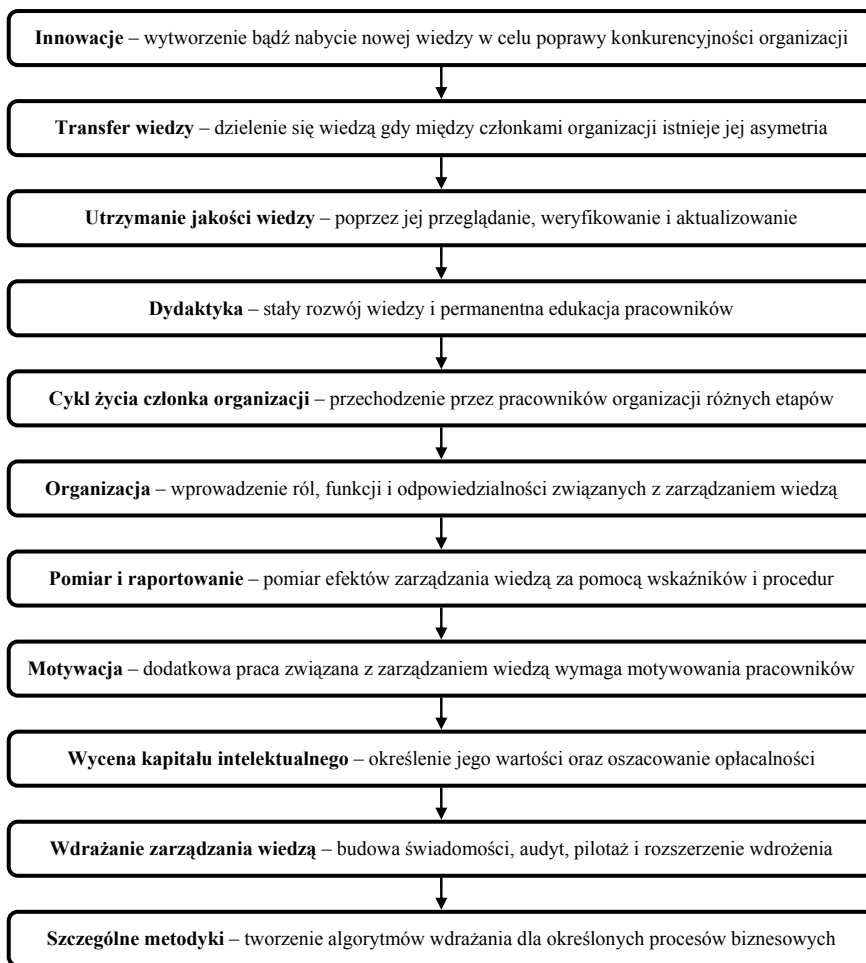 Innowacje – wytworzenie bądź nabycie nowej wiedzy w celu poprawy konkurencyjności organizacji
Transfer wiedzy – dzielenie się wiedzą gdy między członkami organizacji istnieje jej asymetria
Utrzymanie jakości wiedzy – poprzez jej przeglądanie, weryfikowanie i aktualizowanie
Dydaktyka – stały rozwój wiedzy i permanentna edukacja pracowników
Cykl życia członka organizacji – przechodzenie przez pracowników organizacji różnych etapów
Organizacja – wprowadzenie ról, funkcji i odpowiedzialności związanych z zarządzaniem wiedzą
Pomiar i raportowanie – pomiar efektów zarządzania wiedzą za pomocą wskaźników i procedur
Motywacja – dodatkowa praca związana z zarządzaniem wiedzą wymaga motywowania pracowników
Wycena kapitału intelektualnego – określenie jego wartości oraz oszacowanie opłacalności
Wdrażanie zarządzania wiedzą – budowa świadomości, audyt, pilotaż i rozszerzenie wdrożenia
Szczególne metodyki – tworzenie algorytmów wdrażania dla określonych procesów biznesowych